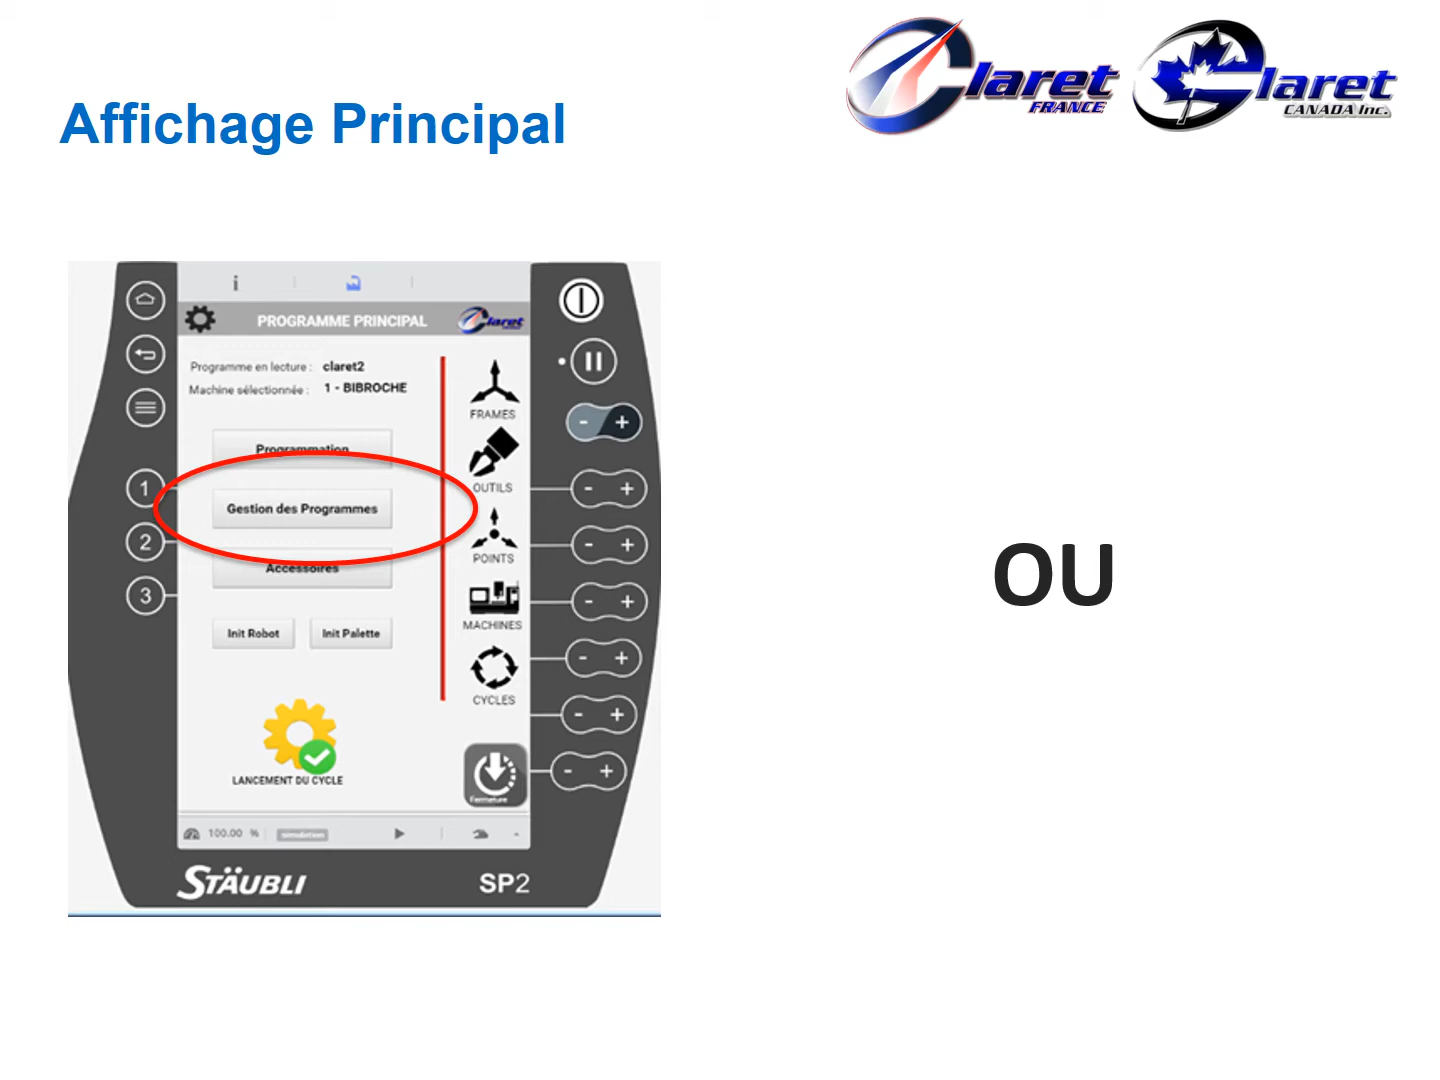 Claret
FRANCE
Claret
CANADA Inc.
Affichage Principal
PROGRAMME PRINCIPAL
Claret
Programme en lecture : claret2
Machine sélectionnée : 1 - BIBROCHE
FRAMES
Programmation
OUTILS
1
Gestion des Programmes
2
POINTS
Accessoires
3
MACHINES
Init Robot
Init Palette
CYCLES
LANCEMENT DU CYCLE
Fermeture
100.00 %
simulation
STÄUBLI
SP2
OU